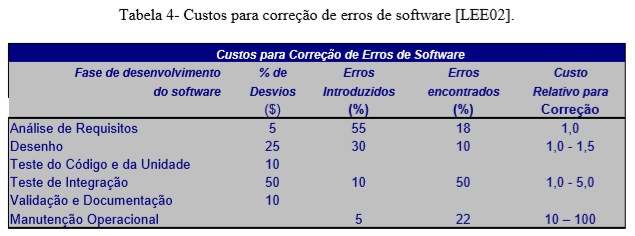 Tabela 4- Custos para correção de erros de software [LEE02].
Custos para Correção de Erros de Software
Fase de desenvolvimento % de Erros Erros Custo
do software Desvios Introduzidos encontrados Relativo para
($) (%) (%) Correção
Análise de Requisitos 5 55 18 1,0
Desenho 25 30 10 1,0 - 1,5
Teste do Código e da Unidade 10
Teste de Integração 50 10 50 1,0 - 5,0
Validação e Documentação 10
Manutenção Operacional 5 22 10 – 100